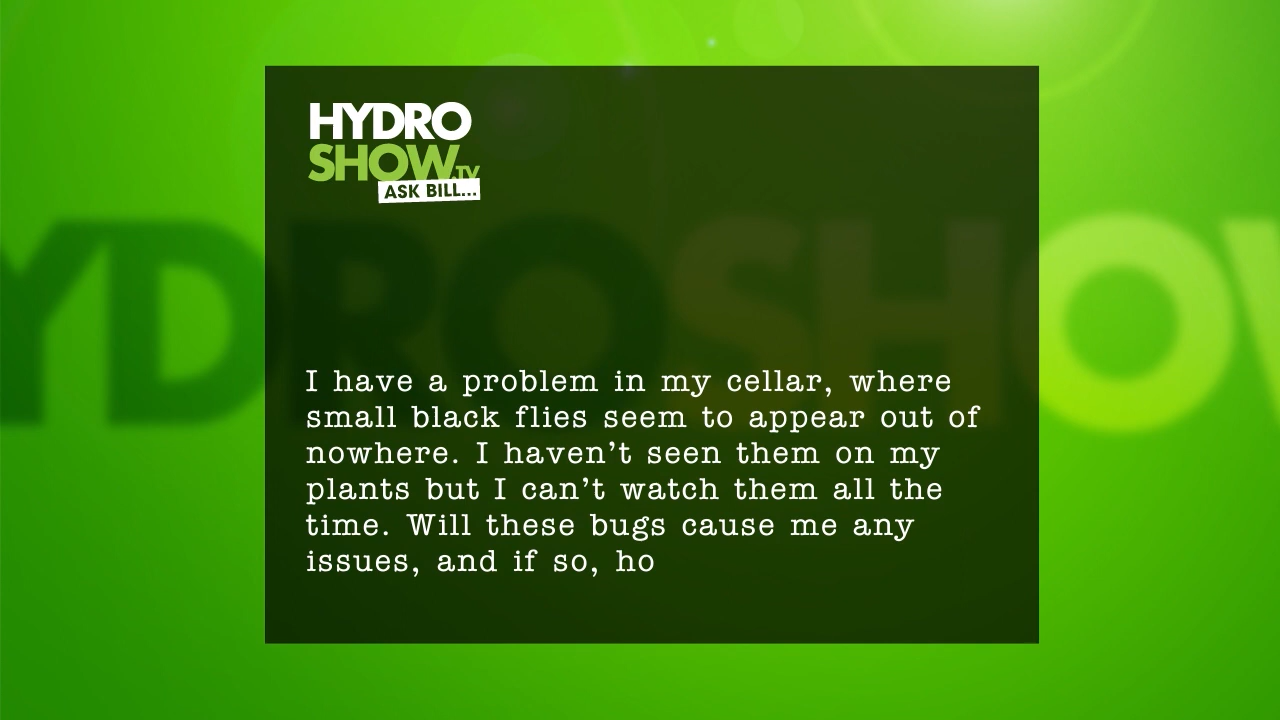 HYDRO
SHOW.TV
ASK BILL...
YDROSHOW
I have a problem in my cellar, where
small black flies seem to appear out of
nowhere. I haven’t seen them on my
plants but I can’t watch them all the
time. Will these bugs cause me any
issues, and if so, ho